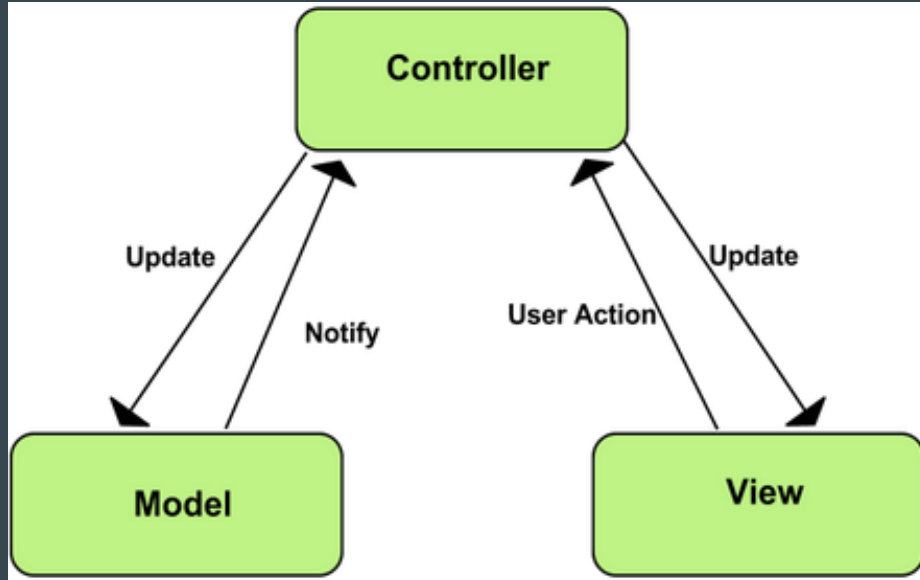 Controller
Update
Update
User Action
Notify
Model
View